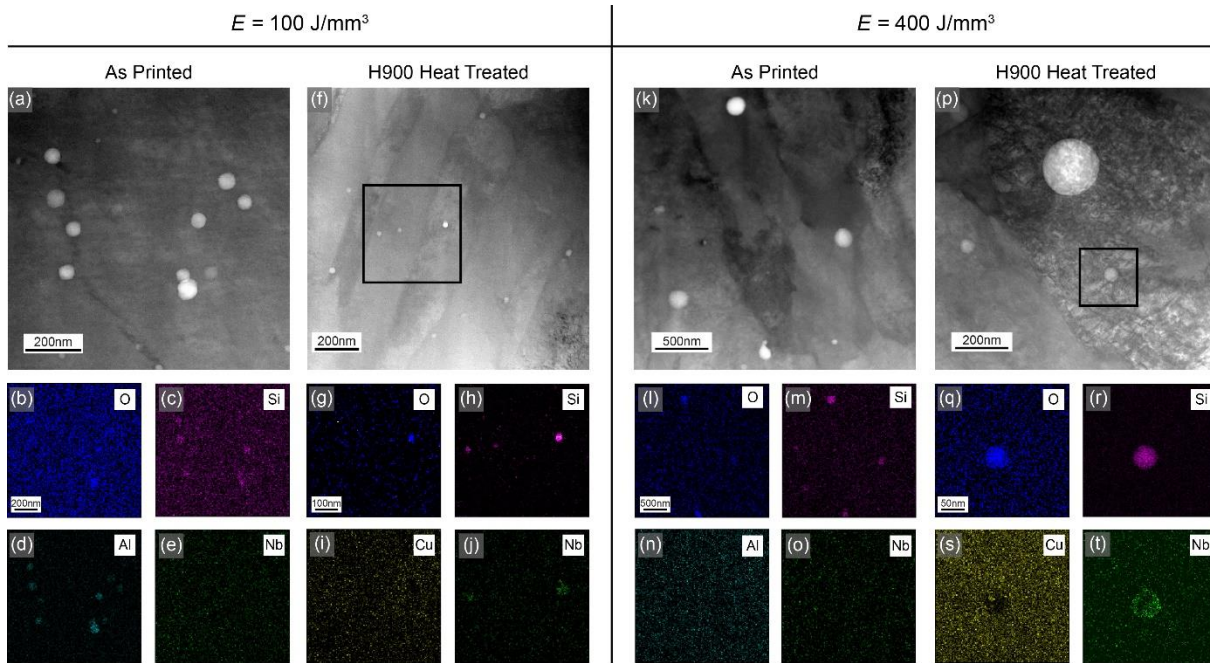 E = 100 J/mm³
E = 400 J/mm³
As Printed
H900 Heat Treated
As Printed
H900 Heat Treated
(a)
200nm
(f)
200nm
(k)
500nm
(p)
200nm
(b) O
200nm
(c) Si
(g) O
100nm
(h) Si
(l) O
500nm
(m) Si
(q) O
50nm
(r) Si
(d) Al
(e) Nb
(i) Cu
(j) Nb
(n) Al
(o) Nb
(s) Cu
(t) Nb